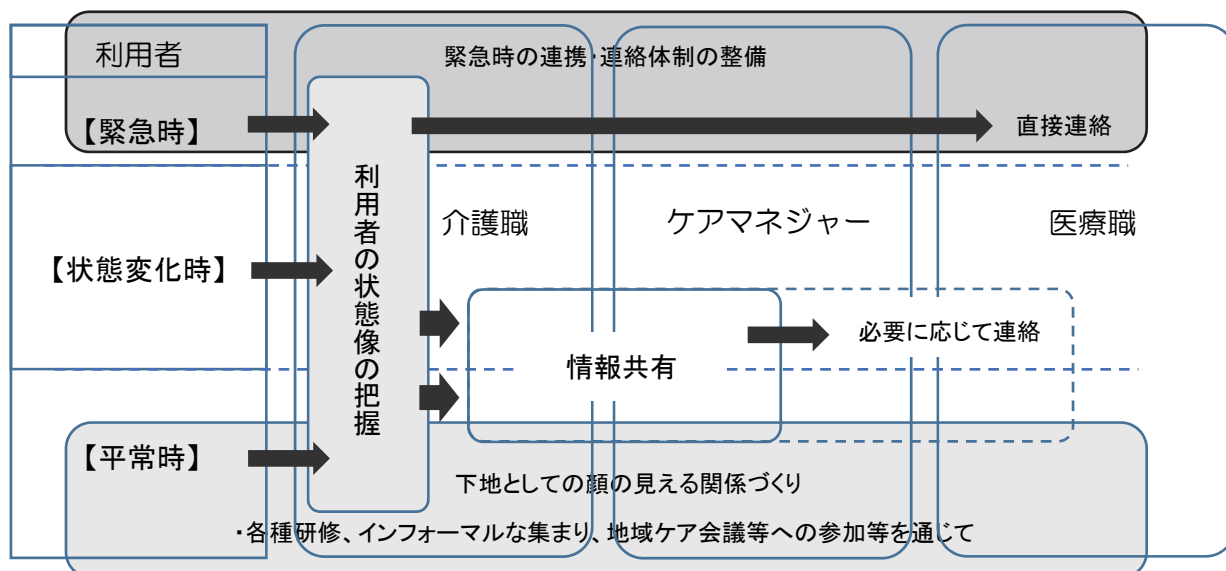 利用者
緊急時の連携・連絡体制の整備
【緊急時】
直接連絡
利用者の状態像の把握
介護職
ケアマネジャー
医療職
【状態変化時】
必要に応じて連絡
情報共有
【平常時】
下地としての顔の見える関係づくり
・各種研修、インフォーマルな集まり、地域ケア会議等への参加等を通じて